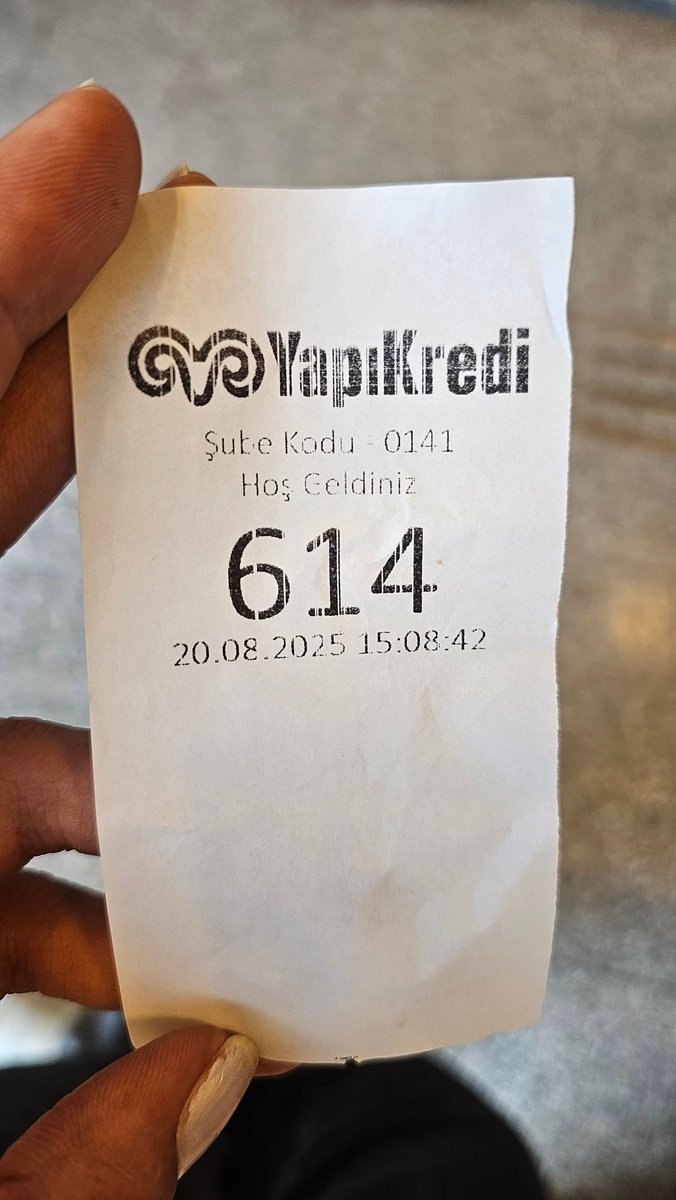 YapıKredi
Şube Kodu - 0141
Hoş Geldiniz
614
20.08.2025 15:08:42